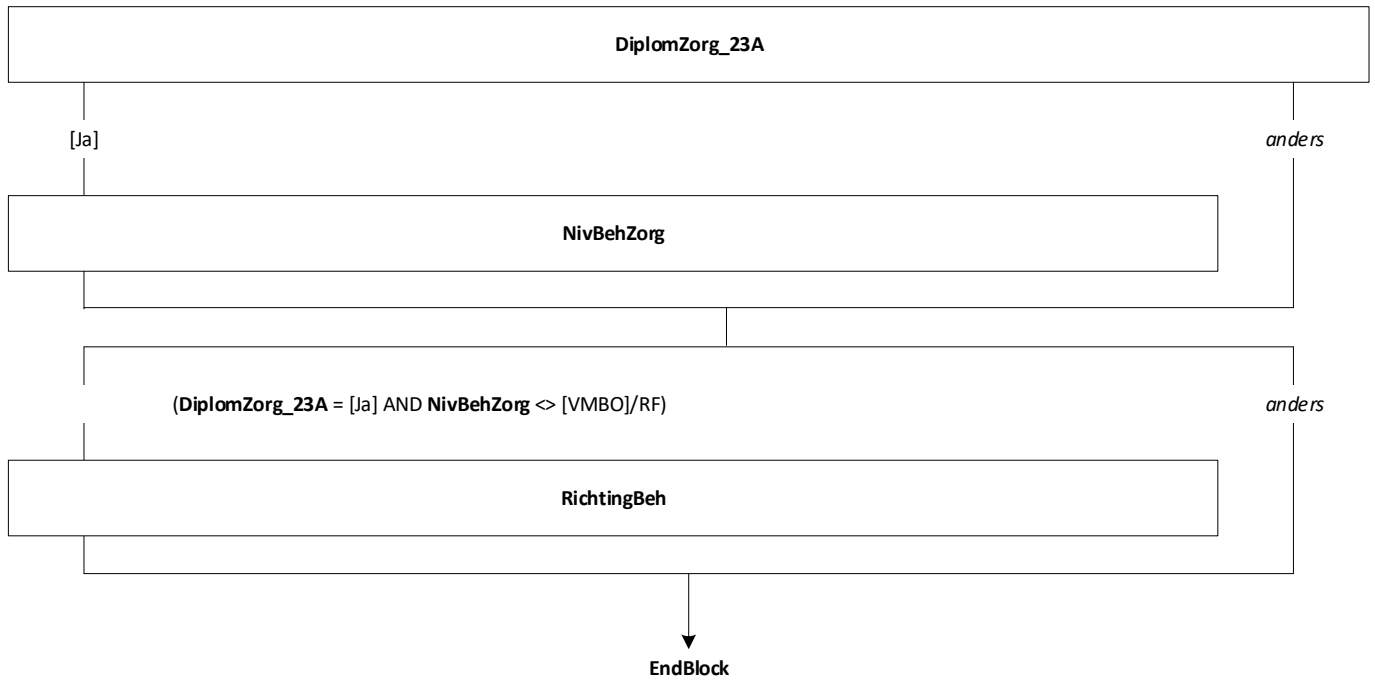 DiplomZorg_23A
[Ja]
anders
NivBehZorg
(DiplomZorg_23A = [Ja] AND NivBehZorg <> [VMBO]/RF)
anders
RichtingBeh
EndBlock